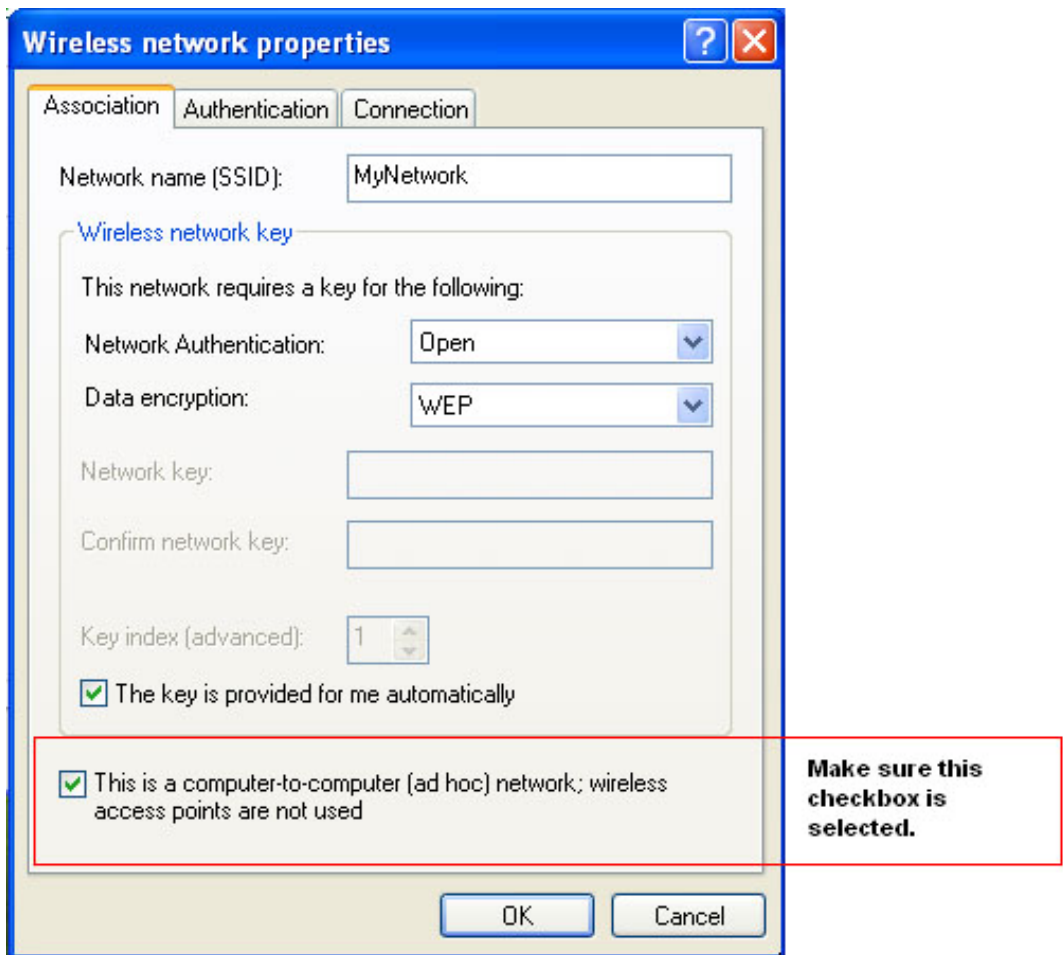 Wireless network properties
?
Association Authentication Connection
Network name (SSID): MyNetwork
Wireless network key
This network requires a key for the following:
Network Authentication: Open
Data encryption: WEP
Network key:
Confirm network key:
Key index (advanced): 1
The key is provided for me automatically
This is a computer-to-computer (ad hoc) network; wireless
access points are not used
Make sure this
checkbox is
selected.
OK Cancel